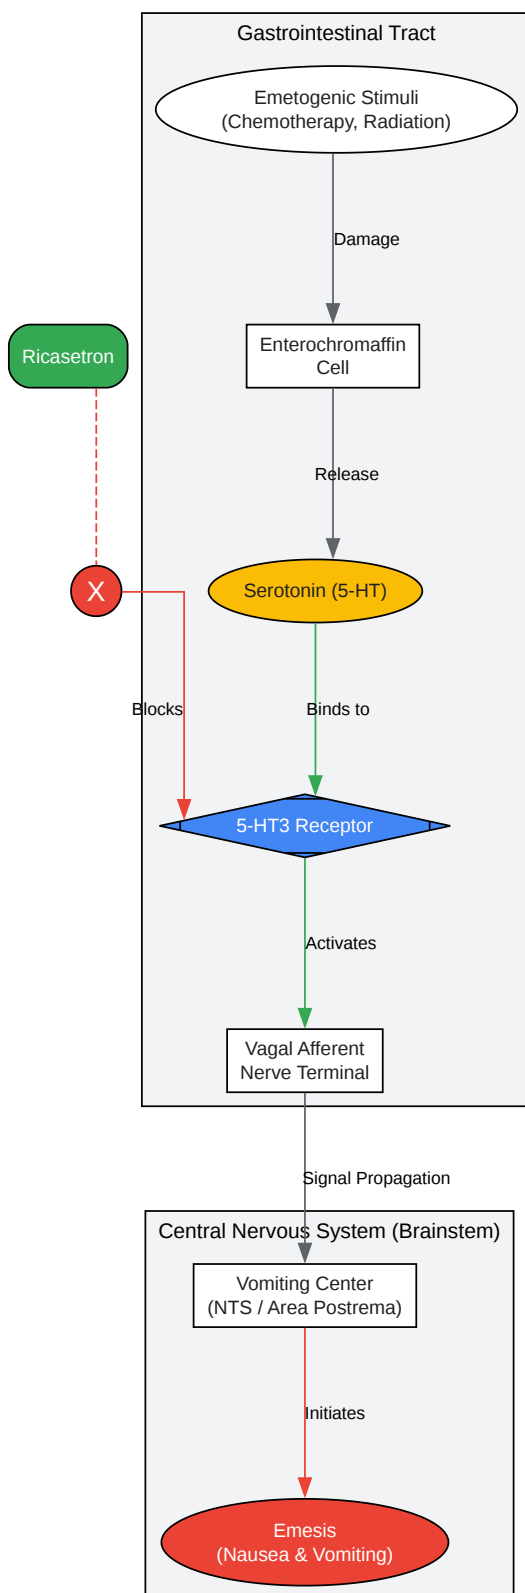 Gastrointestinal Tract
Emetogenic Stimuli
(Chemotherapy, Radiation)
Damage
Ricasetron
Enterochromaffin
Cell
Release
X
Serotonin (5-HT)
Blocks
Binds to
5-HT3 Receptor
Activates
Vagal Afferent
Nerve Terminal
Signal Propagation
Central Nervous System (Brainstem)
Vomiting Center
(NTS / Area Postrema)
Initiates
Emesis
(Nausea & Vomiting)